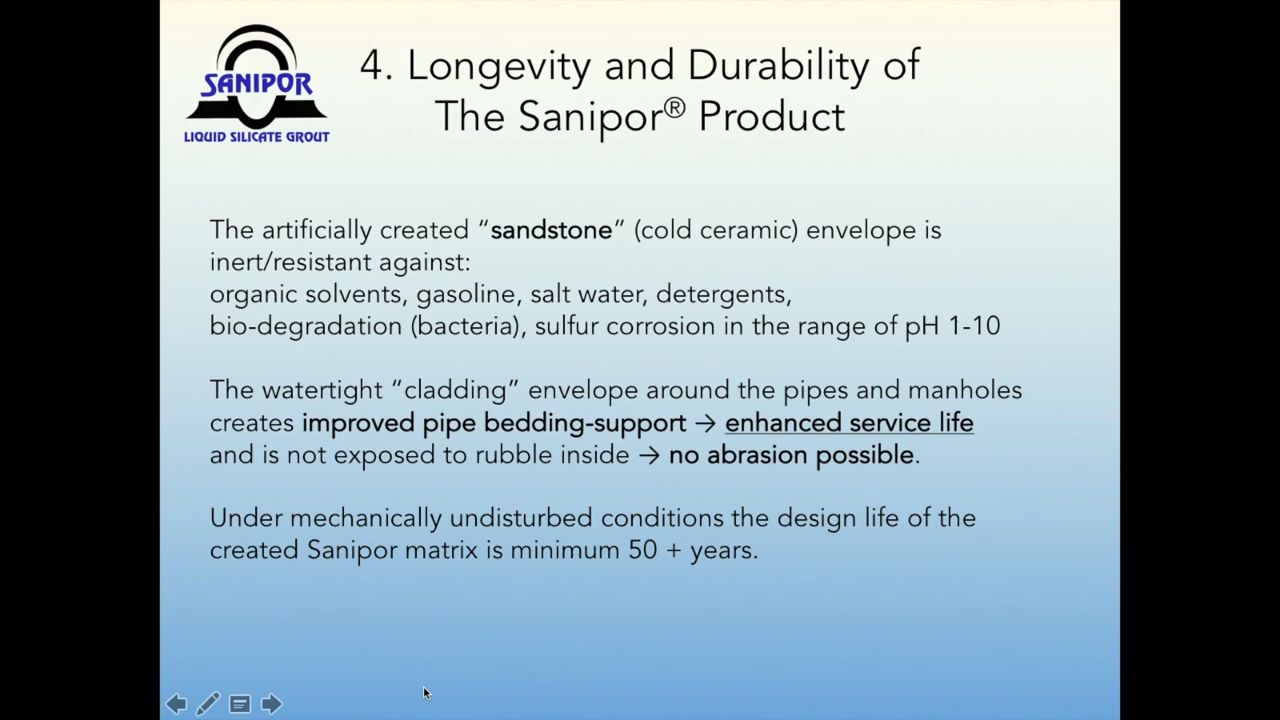 SANIPOR
LIQUID SILICATE GROUT
4. Longevity and Durability of
The Sanipor® Product
The artificially created “sandstone” (cold ceramic) envelope is
inert/resistant against:
organic solvents, gasoline, salt water, detergents,
bio-degradation (bacteria), sulfur corrosion in the range of pH 1-10
The watertight “cladding” envelope around the pipes and manholes
creates improved pipe bedding-support → enhanced service life
and is not exposed to rubble inside → no abrasion possible.
Under mechanically undisturbed conditions the design life of the
created Sanipor matrix is minimum 50 + years.